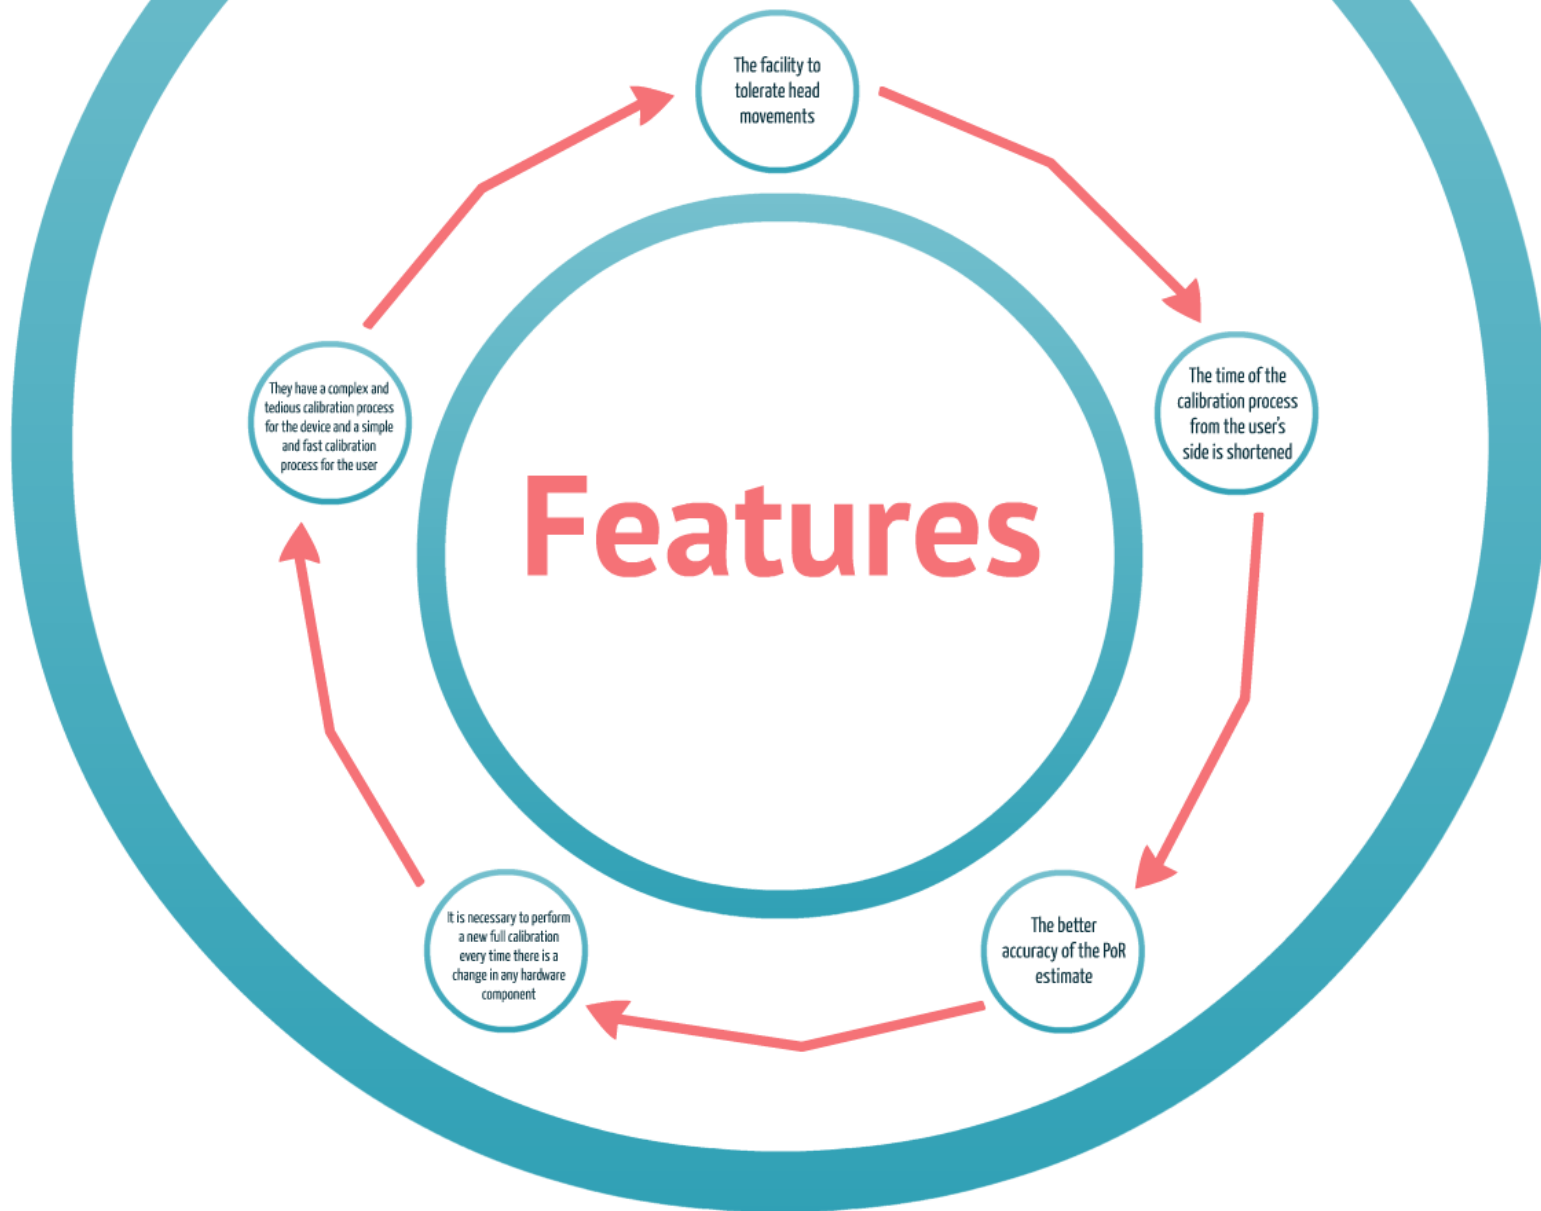 The facility to
tolerate head
movements
The time of the
calibration process
from the user's
side is shortened
They have a complex and
tedious calibration process
for the device and a simple
and fast calibration
process for the user
Features
The better
accuracy of the PoR
estimate
It is necessary to perform
a new full calibration
every time there is a
change in any hardware
component